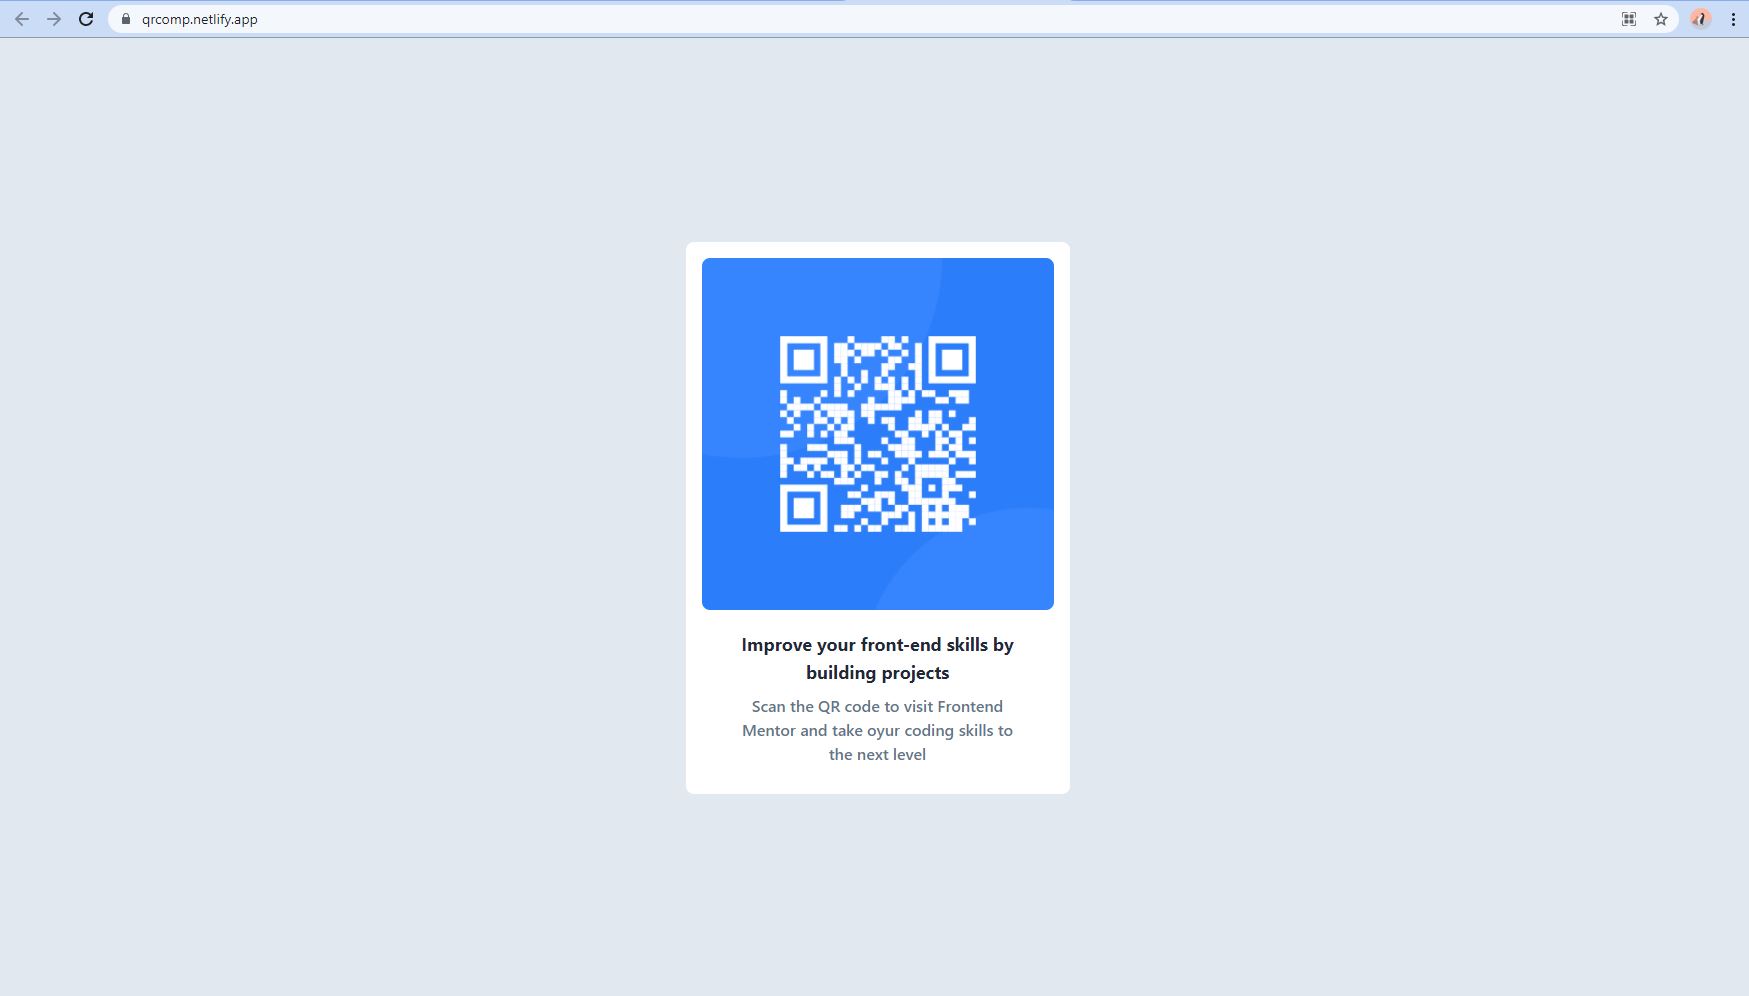 qrcomp.netlify.app
Improve your front-end skills by
building projects
Scan the QR code to visit Frontend
Mentor and take oyur coding skills to
the next level